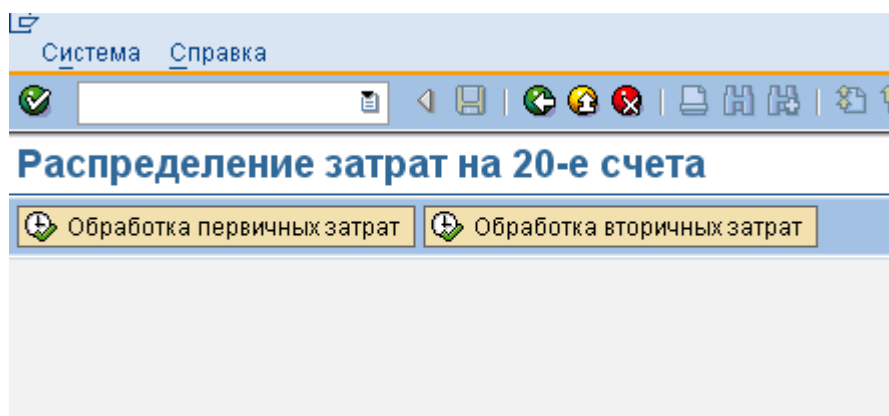 Система Справка
Распределение затрат на 20-е счета
Обработка первичных затрат Обработка вторичных затрат